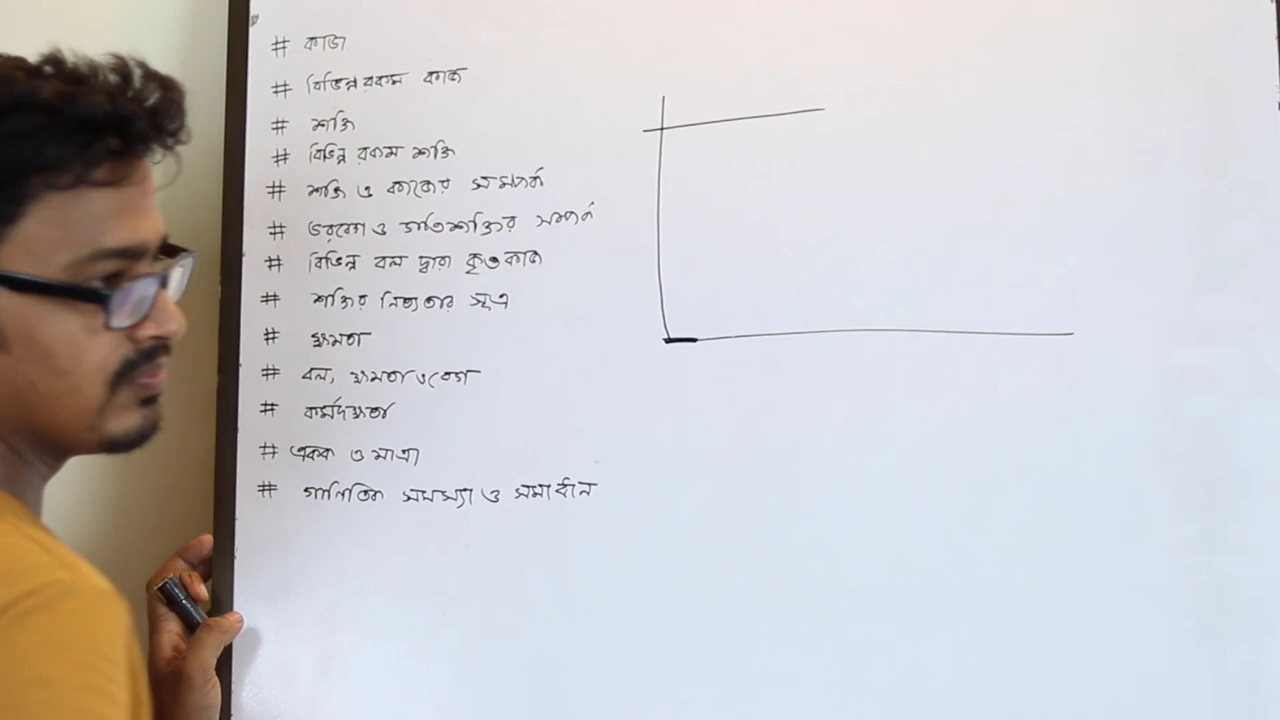 # কাজ
# বিভিন্ন রকম কাজ
# শক্তি
# বিভিন্ন রকম শক্তি
# শক্তি ও কাজের সম্পর্ক
# ভরবেগ ও গতিশক্তির সম্পর্ক
# বিভিন্ন বল দ্বারা কৃতকাজ
# শক্তির নিত্যতার সূত্র
# ক্ষমতা
# বল, ক্ষমতা ও বেগ
# কর্মদক্ষতা
# একক ও মাত্রা
# গাণিতিক সমস্যা ও সমাধান